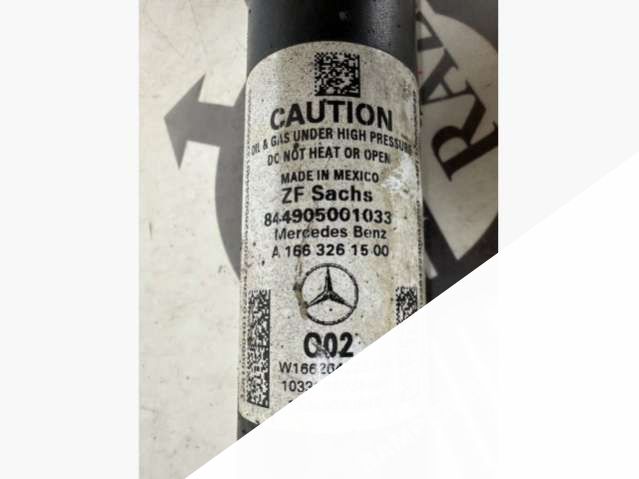 CAUTION
OIL & GAS UNDER HIGH PRESSURE
DO NOT HEAT OR OPEN
MADE IN MEXICO
ZF Sachs
844905001033
Mercedes Benz
A 166 326 15 00
002